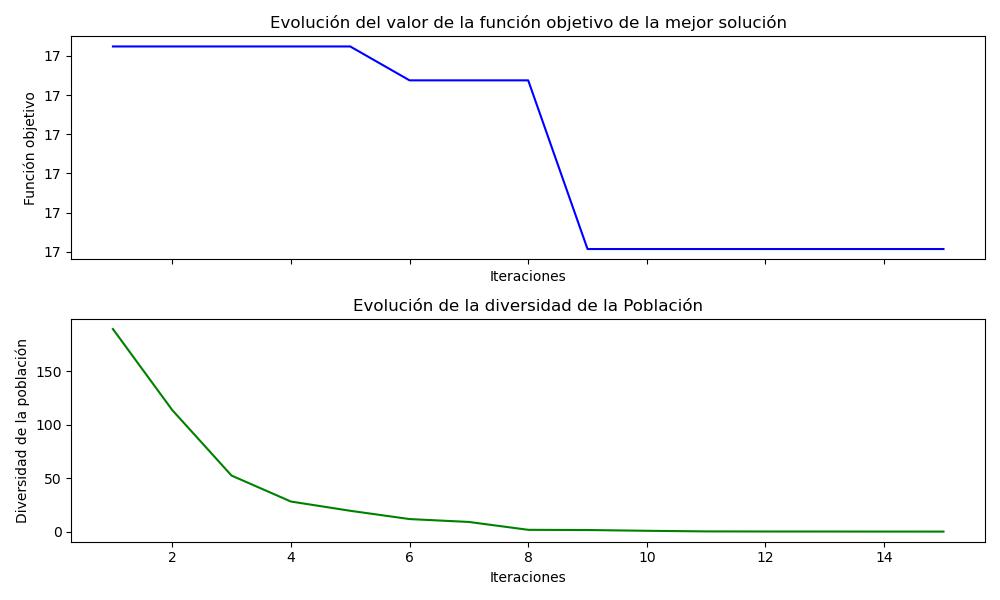 Evolución del valor de la función objetivo de la mejor solución
Función objetivo
17
17
17
17
17
17
Iteraciones
Evolución de la diversidad de la Población
Diversidad de la población
150
100
50
0
2 4 6 8 10 12 14
Iteraciones